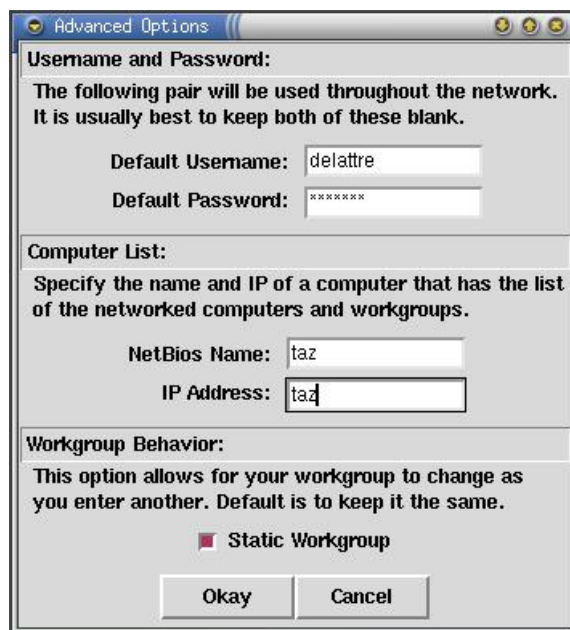 Advanced Options
Username and Password:
The following pair will be used throughout the network.
It is usually best to keep both of these blank.
Default Username: delattre
Default Password: *******
Computer List:
Specify the name and IP of a computer that has the list
of the networked computers and workgroups.
NetBios Name: taz
IP Address: taz
Workgroup Behavior:
This option allows for your workgroup to change as
you enter another. Default is to keep it the same.
Static Workgroup
Okay Cancel